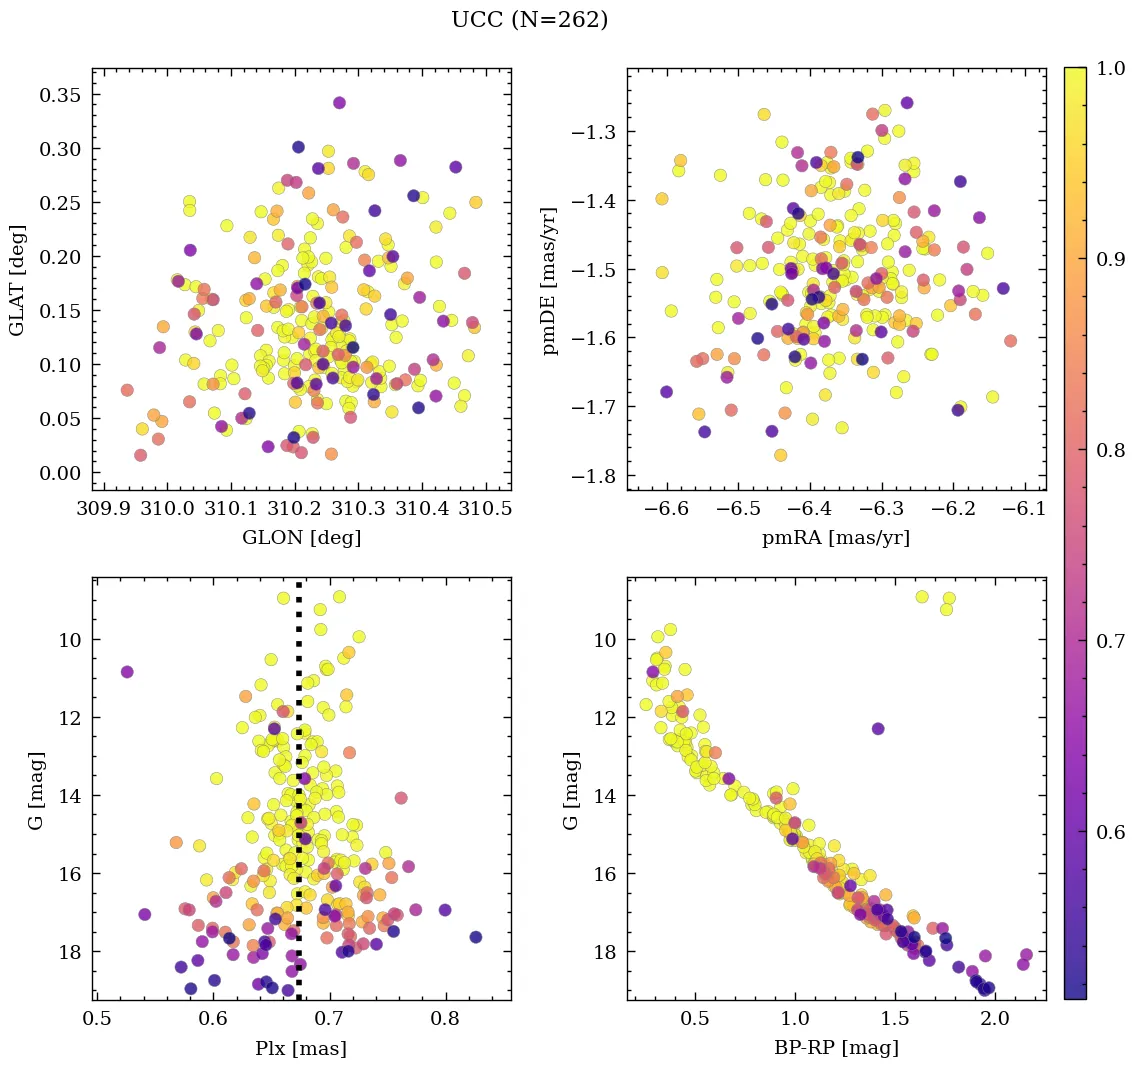 UCC (N=262)
0.35
0.30
0.25
0.20
0.15
0.10
0.05
0.00
GLAT [deg]
309.9 310.0 310.1 310.2 310.3 310.4 310.5
GLON [deg]
−1.3
−1.4
−1.5
−1.6
−1.7
−1.8
pmDE [mas/yr]
−6.6 −6.5 −6.4 −6.3 −6.2 −6.1
pmRA [mas/yr]
10
12
14
16
18
G [mag]
0.5 0.6 0.7 0.8
Plx [mas]
10
12
14
16
18
G [mag]
0.5 1.0 1.5 2.0
BP-RP [mag]
1.0
0.9
0.8
0.7
0.6